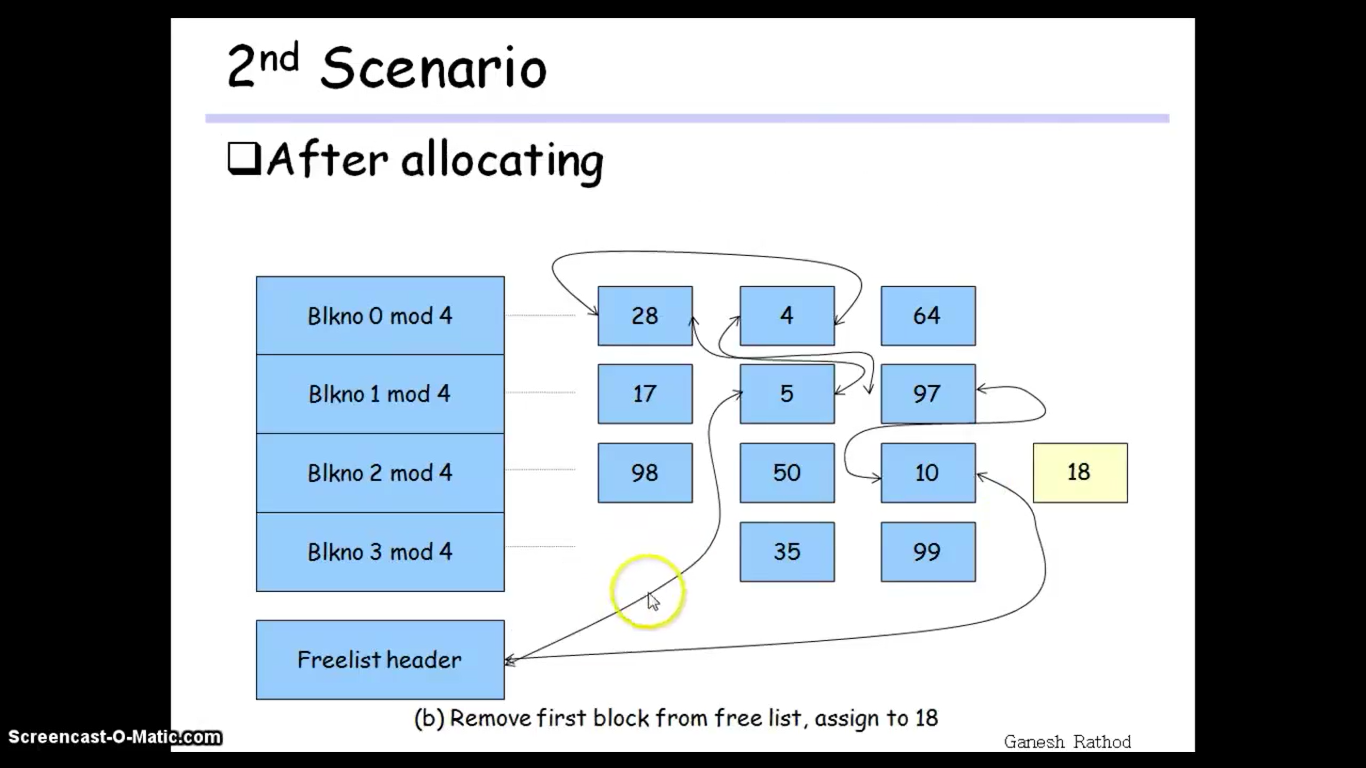 2nd Scenario
❑After allocating
Blkno 0 mod 4
28
4
64
Blkno 1 mod 4
17
5
97
Blkno 2 mod 4
98
50
10
18
Blkno 3 mod 4
35
99
Freelist header
(b) Remove first block from free list, assign to 18
Screencast-O-Matic.com
Ganesh Rathod